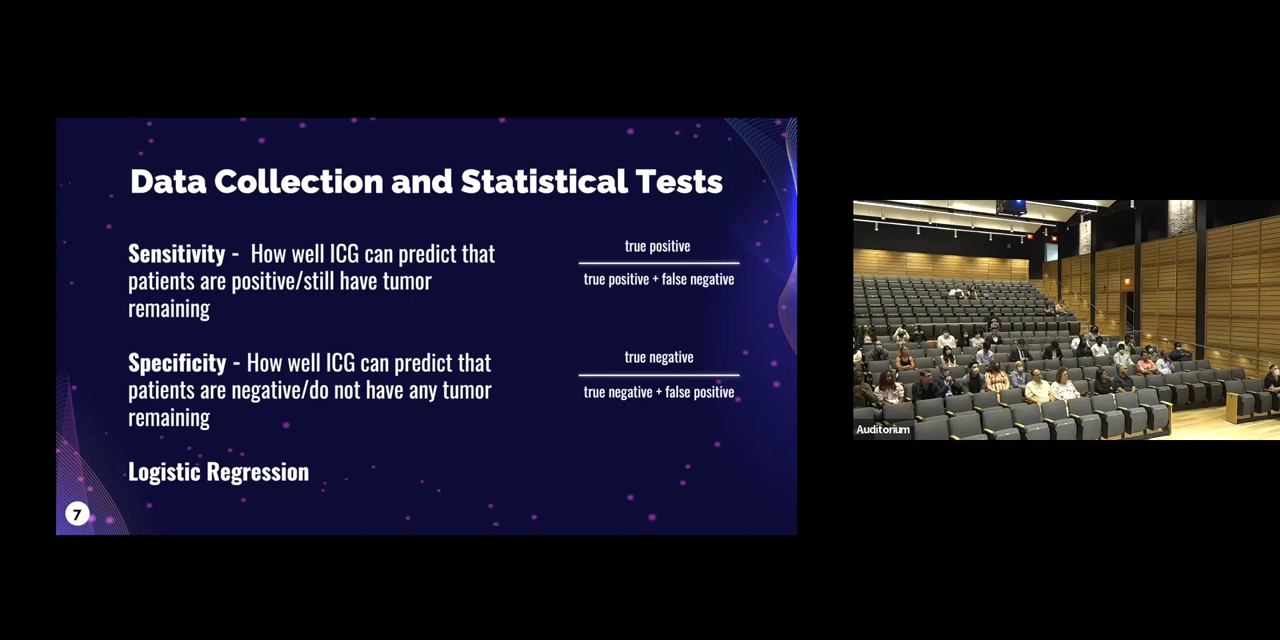 Data Collection and Statistical Tests
Sensitivity - How well ICG can predict that
patients are positive/still have tumor
remaining
true positive
true positive + false negative
Specificity - How well ICG can predict that
patients are negative/do not have any tumor
remaining
true negative
true negative + false positive
Logistic Regression
7
Auditorium